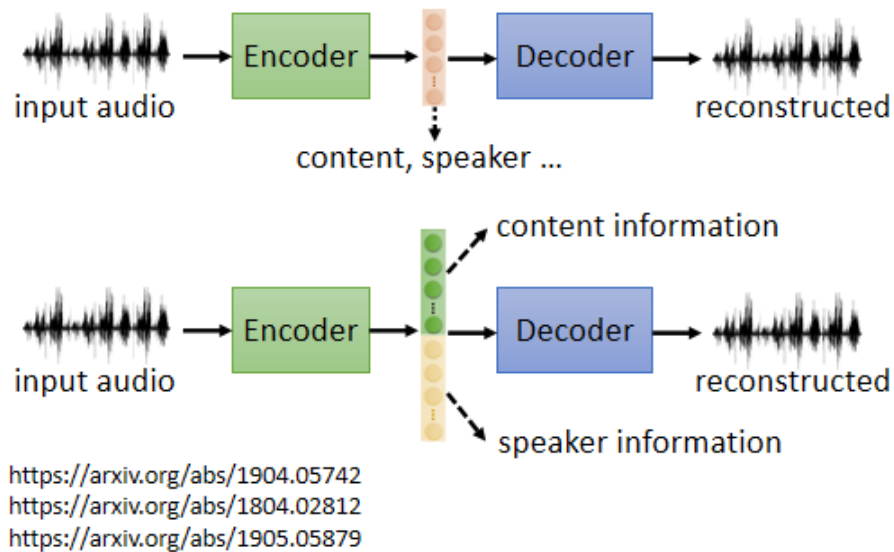 Encoder
Decoder
input audio
reconstructed
content, speaker ...
content information
Encoder
Decoder
input audio
reconstructed
speaker information
https://arxiv.org/abs/1904.05742
https://arxiv.org/abs/1804.02812
https://arxiv.org/abs/1905.05879